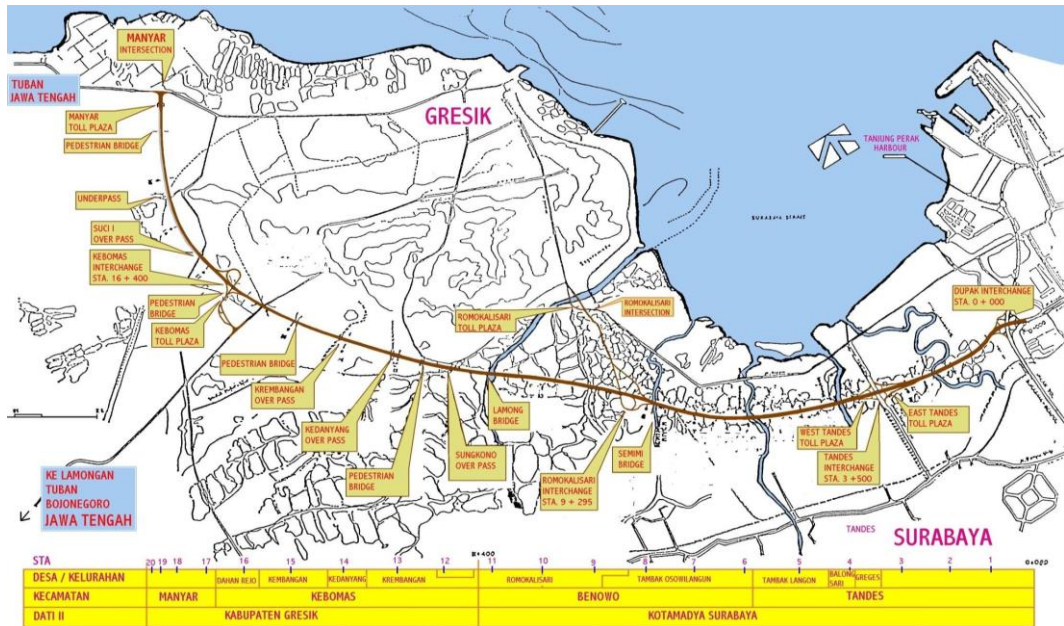 MANYAR
INTERSECTION
TUBAN
JAWA TENGAH
MANYAR
TOLL PLAZA
PEDESTRIAN BRIDGE
GRESIK
TANJUNG PERAK
HARBOUR
UNDERPASS
SUCI I
OVER PASS
KEBOMAS
INTERCHANGE
STA. 16 + 400
PEDESTRIAN
BRIDGE
KEBOMAS
TOLL PLAZA
PEDESTRIAN BRIDGE
KREMBANGAN
OVER PASS
KEDANYANG
OVER PASS
PEDESTRIAN
BRIDGE
SUNGKONO
OVER PASS
LAMONG
BRIDGE
ROMOKALISARI
TOLL PLAZA
ROMOKALISARI
INTERSECTION
ROMOKALISARI
INTERCHANGE
STA. 9 + 295
SEMIMI
BRIDGE
WEST TANDES
TOLL PLAZA
TANDES
INTERCHANGE
STA. 3 +500
EAST TANDES
TOLL PLAZA
DUPAK INTERCHANGE
STA. 0 + 000
KE LAMONGAN
TUBAN
BOJONEGORO
JAWA TENGAH
TANDES
SURABAYA
STA 20 19 18 17 16 15 14 13 12 11 10 9 8 7 6 5 4 3 2 1
DESA / KELURAHAN DAHAN REJO KEMBANGAN KEDANYANG KREMBANGAN ROMOKALISARI TAMBAK OSOWILANGUN TAMBAK LANGON BALONG SARI GREGES
KECAMATAN MANYAR KEBOMAS BENOWO TANDES
DATI II KABUPATEN GRESIK KOTAMADYA SURABAYA